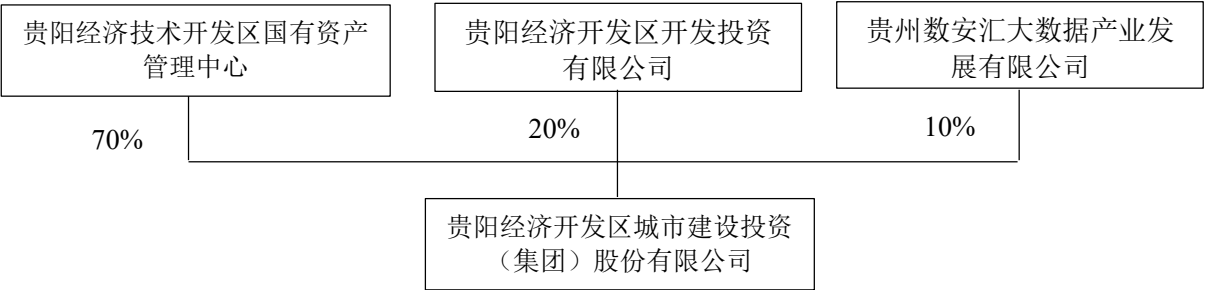 贵阳经济技术开发区国有资产
管理中心
贵阳经济开发区开发投资
有限公司
贵州数安汇大数据产业发
展有限公司
70%
20%
10%
贵阳经济开发区城市建设投资
（集团）股份有限公司